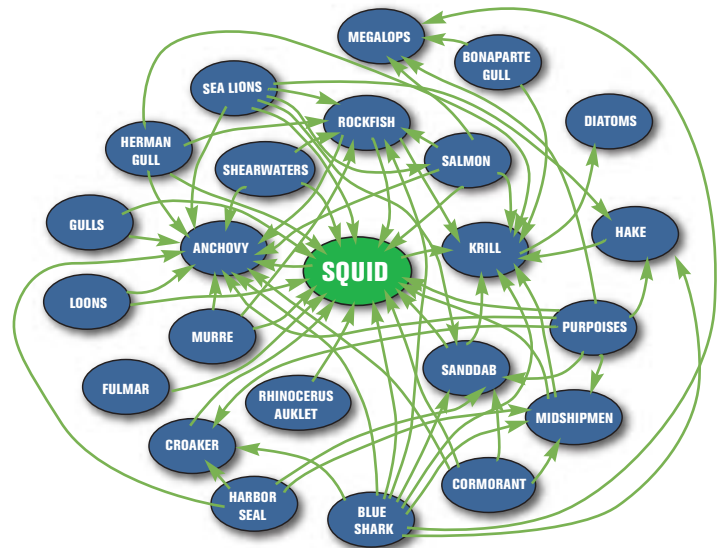 MEGALOPS
BONAPARTE
GULL
SEA LIONS
ROCKFISH
DIATOMS
HERMAN
GULL
SHEARWATERS
SALMON
GULLS
ANCHOVY
SQUID
KRILL
HAKE
LOONS
MURRE
PURPOISES
FULMAR
RHINOCERUS
AUKLET
SANDDAB
MIDSHIPMEN
CROAKER
HARBOR
SEAL
BLUE
SHARK
CORMORANT